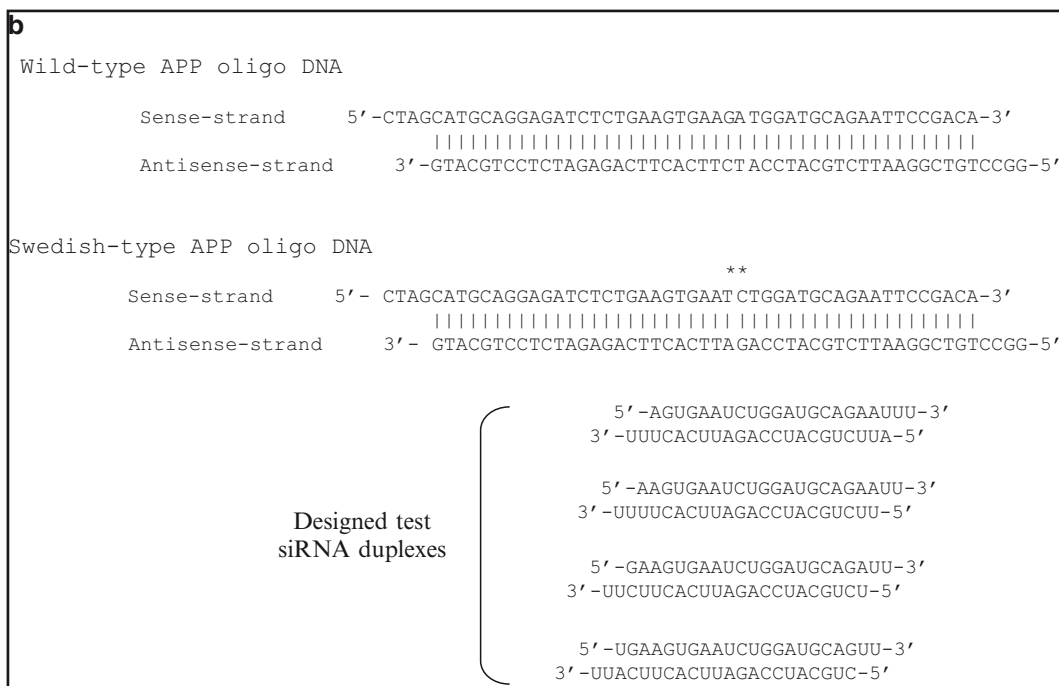 b
Wild-type APP oligo DNA
Sense-strand 5′-CTAGCATGCAGGAGATCTCTGAAGTGAAGATGGATGCAGAATTCCGACA-3′
||||||||||||||||||||||||||||||||||||||||||||
Antisense-strand 3′-GTACGTCCTCTAGAGACTTCACTTCTACCTACGTCTTAAGGCTGTCCGG-5′
Swedish-type APP oligo DNA
**
Sense-strand 5′- CTAGCATGCAGGAGATCTCTGAAGTGAATCTGGATGCAGAATTCCGACA-3′
||||||||||||||||||||||||||||||||||||||||||||
Antisense-strand 3′- GTACGTCCTCTAGAGACTTCACTTAGACCTACGTCTTAAGGCTGTCCGG-5′
5′-AGUGAAUCUGGAUGCAGAAUUU-3′
3′-UUUCACUUAGACCUACGUCUUA-5′
5′-AAGUGAAUCUGGAUGCAGAAUU-3′
3′-UUUUCACUUAGACCUACGUCUU-5′
Designed test
siRNA duplexes
5′-GAAGUGAAUCUGGAUGCAGAUU-3′
3′-UUCUUCACUUAGACCUACGUCU-5′
5′-UGAAGUGAAUCUGGAUGCAGUU-3′
3′-UUACUUCACUUAGACCUACGUC-5′